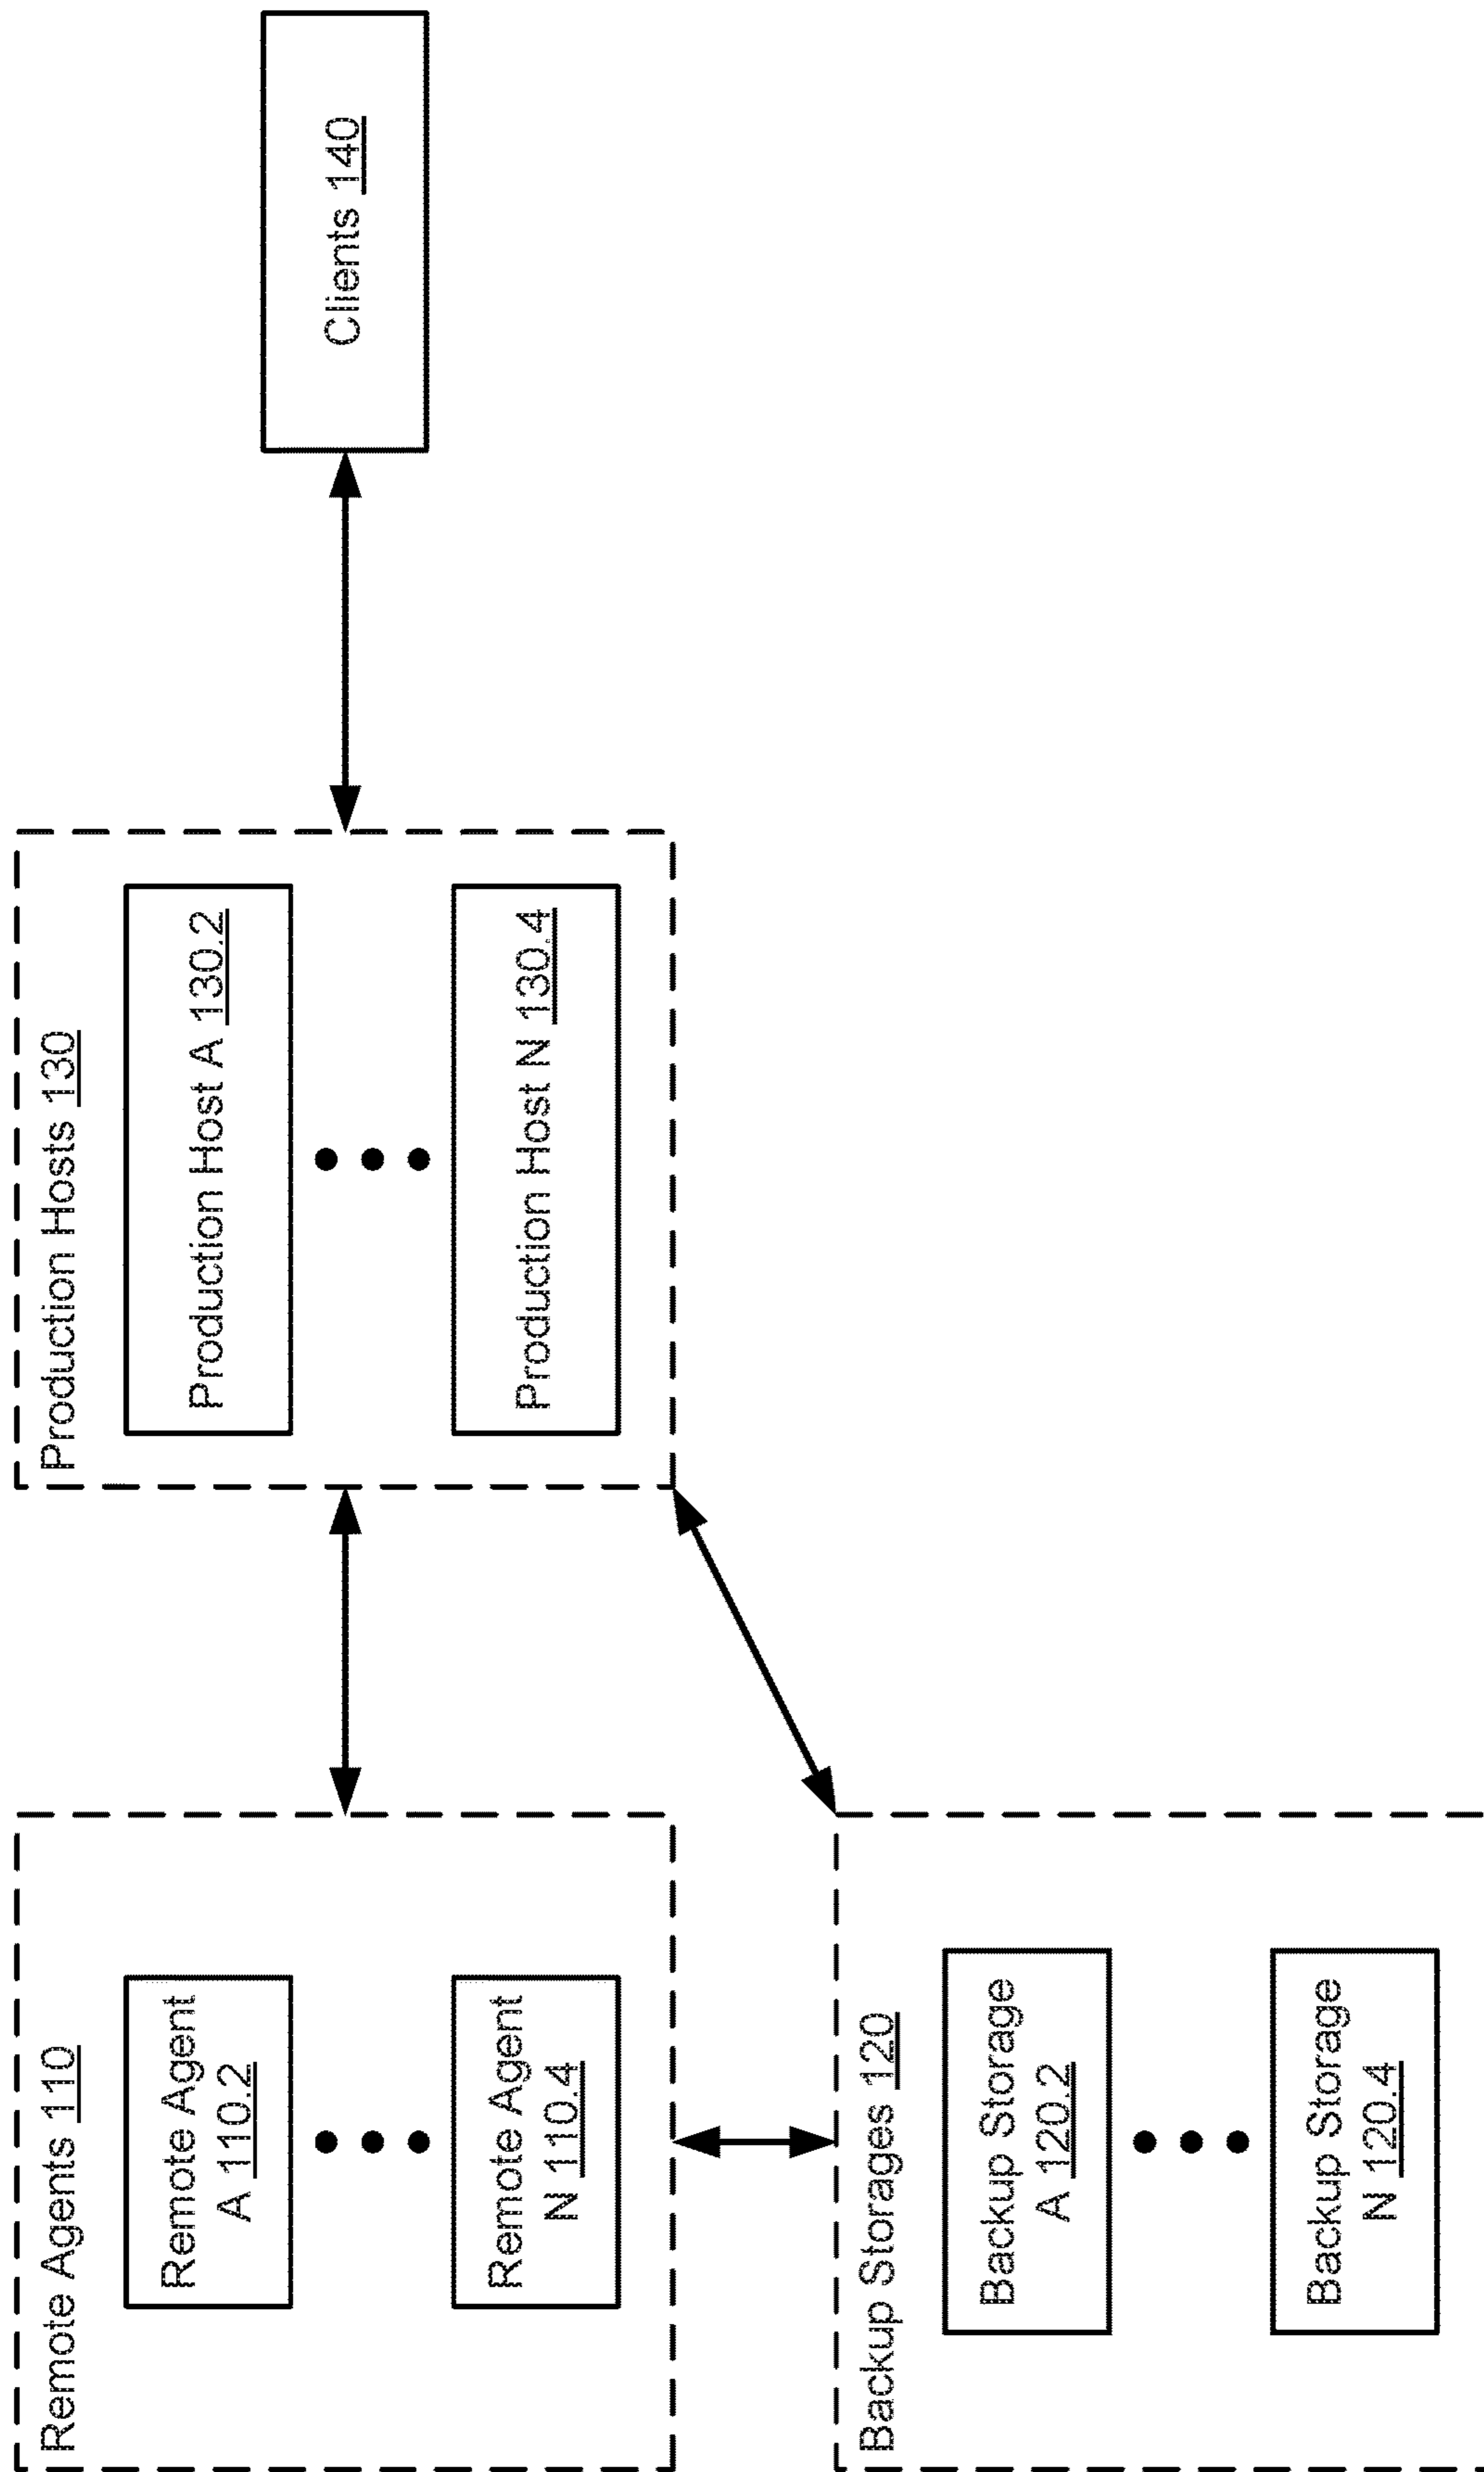 Remote Agents 110
Remote Agent
A 110.2
Remote Agent
N 110.4
Production Hosts 130
Production Host A 130.2
Production Host N 130.4
Clients 140
Backup Storages 120
Backup Storage
A 120.2
Backup Storage
N 120.4